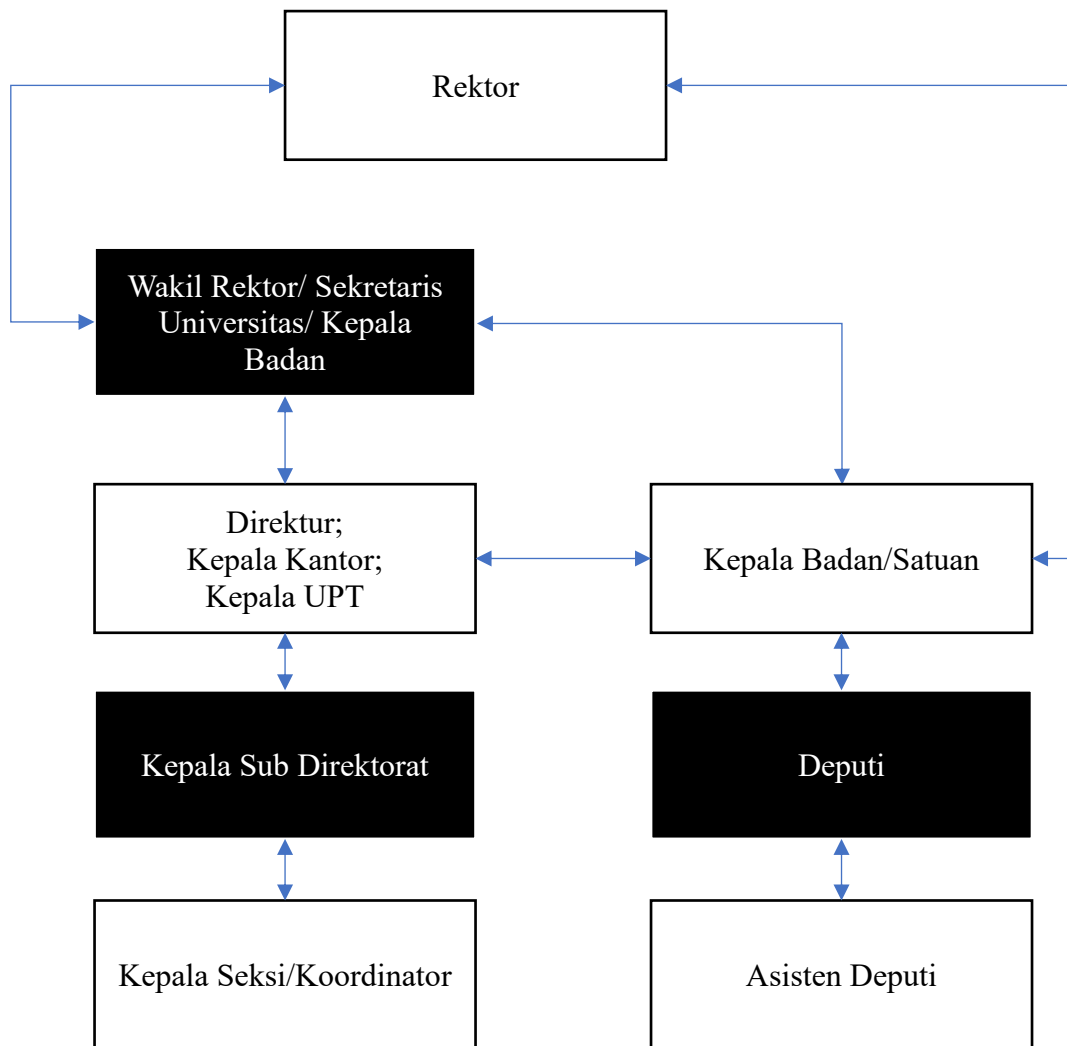 Rektor
Wakil Rektor/ Sekretaris
Universitas/ Kepala
Badan
Direktur;
Kepala Kantor;
Kepala UPT
Kepala Badan/Satuan
Kepala Sub Direktorat
Deputi
Kepala Seksi/Koordinator
Asisten Deputi